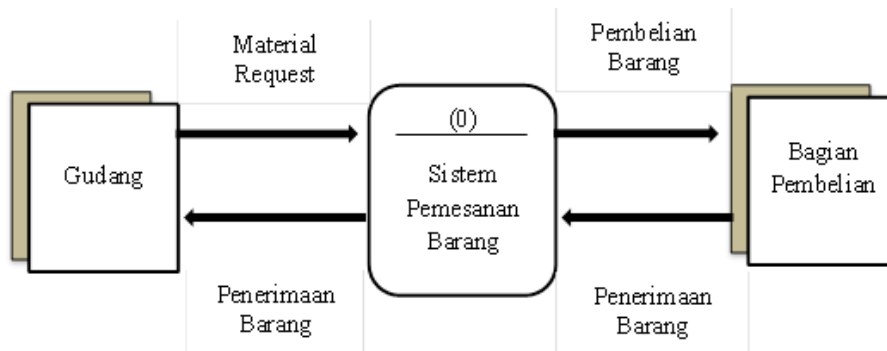 Material
Request
Pembelian
Barang
Gudang
(0)
Sistem
Pemesanan
Barang
Bagian
Pembelian
Penerimaan
Barang
Penerimaan
Barang